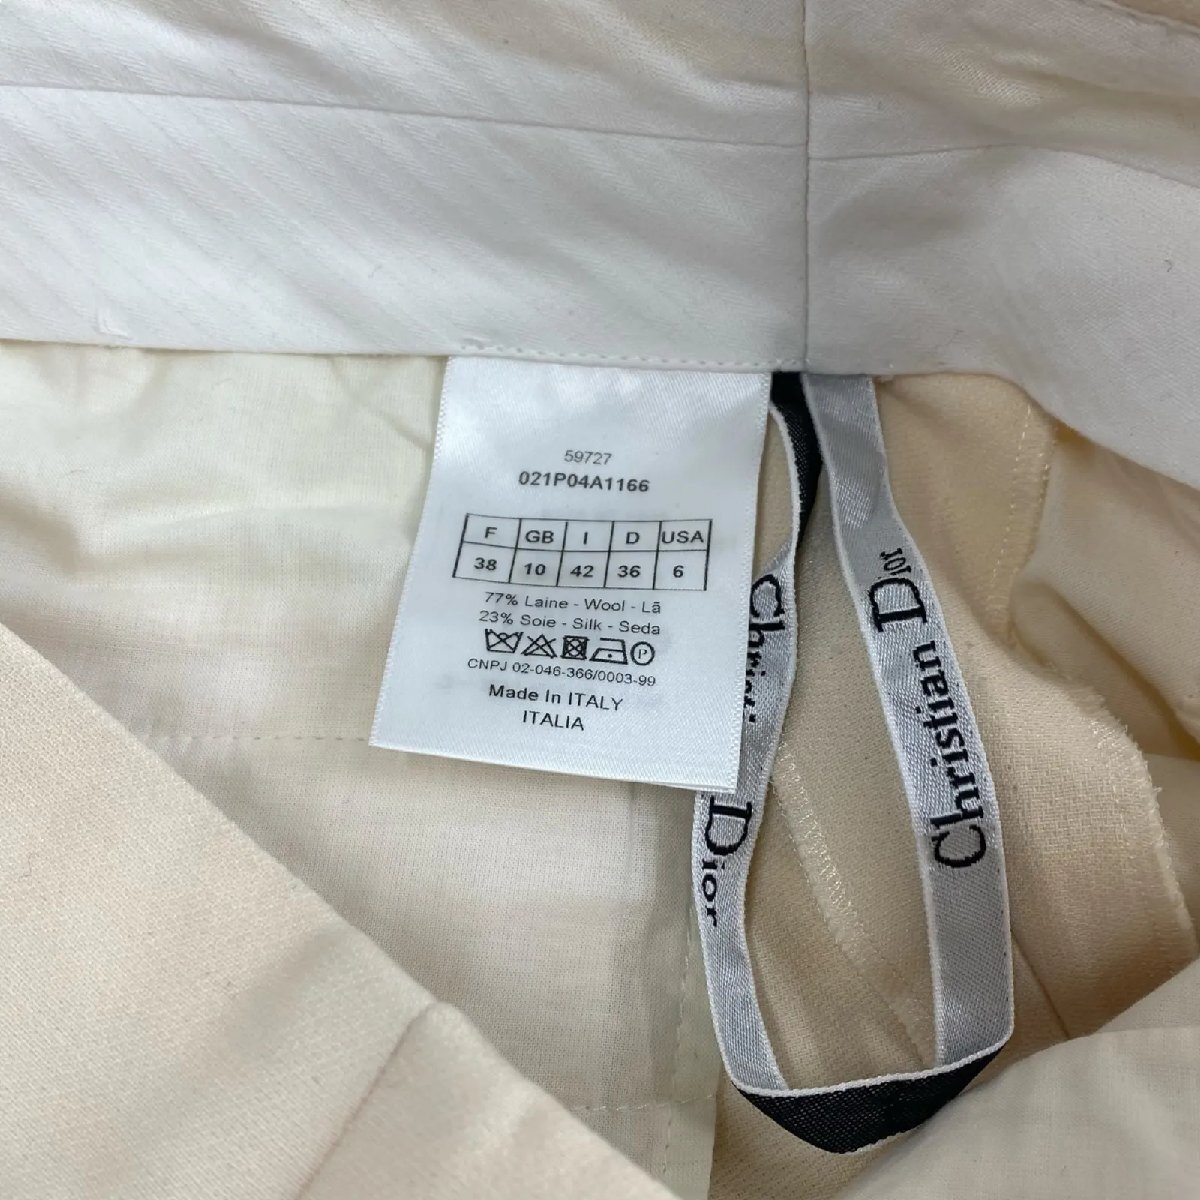 59727
021P04A1166
F GB I D USA
38 10 42 36 6
77% Laine - Wool - Lã
23% Soie - Silk - Seda
P
CNPJ 02-046-366/0003-99
Made In ITALY
ITALIA
Christian Dior
Christi
Dior